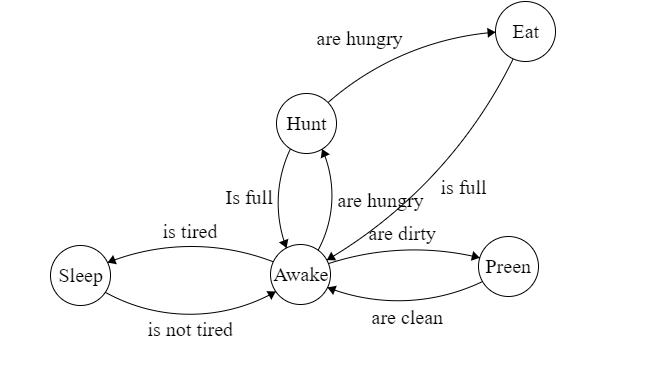 Eat
are hungry
Hunt
is full
Is full
are hungry
is tired
are dirty
Sleep
Awake
Preen
is not tired
are clean